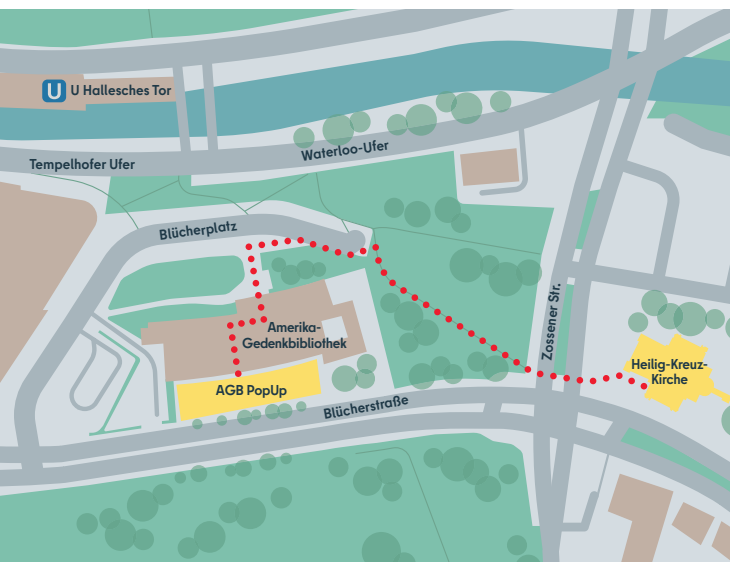 U U Hallesches Tor
Tempelhofer Ufer
Waterloo-Ufer
Blücherplatz
Zossener Str.
Amerika-
Gedenkbibliothek
Heilig-Kreuz-
Kirche
AGB PopUp
Blücherstraße